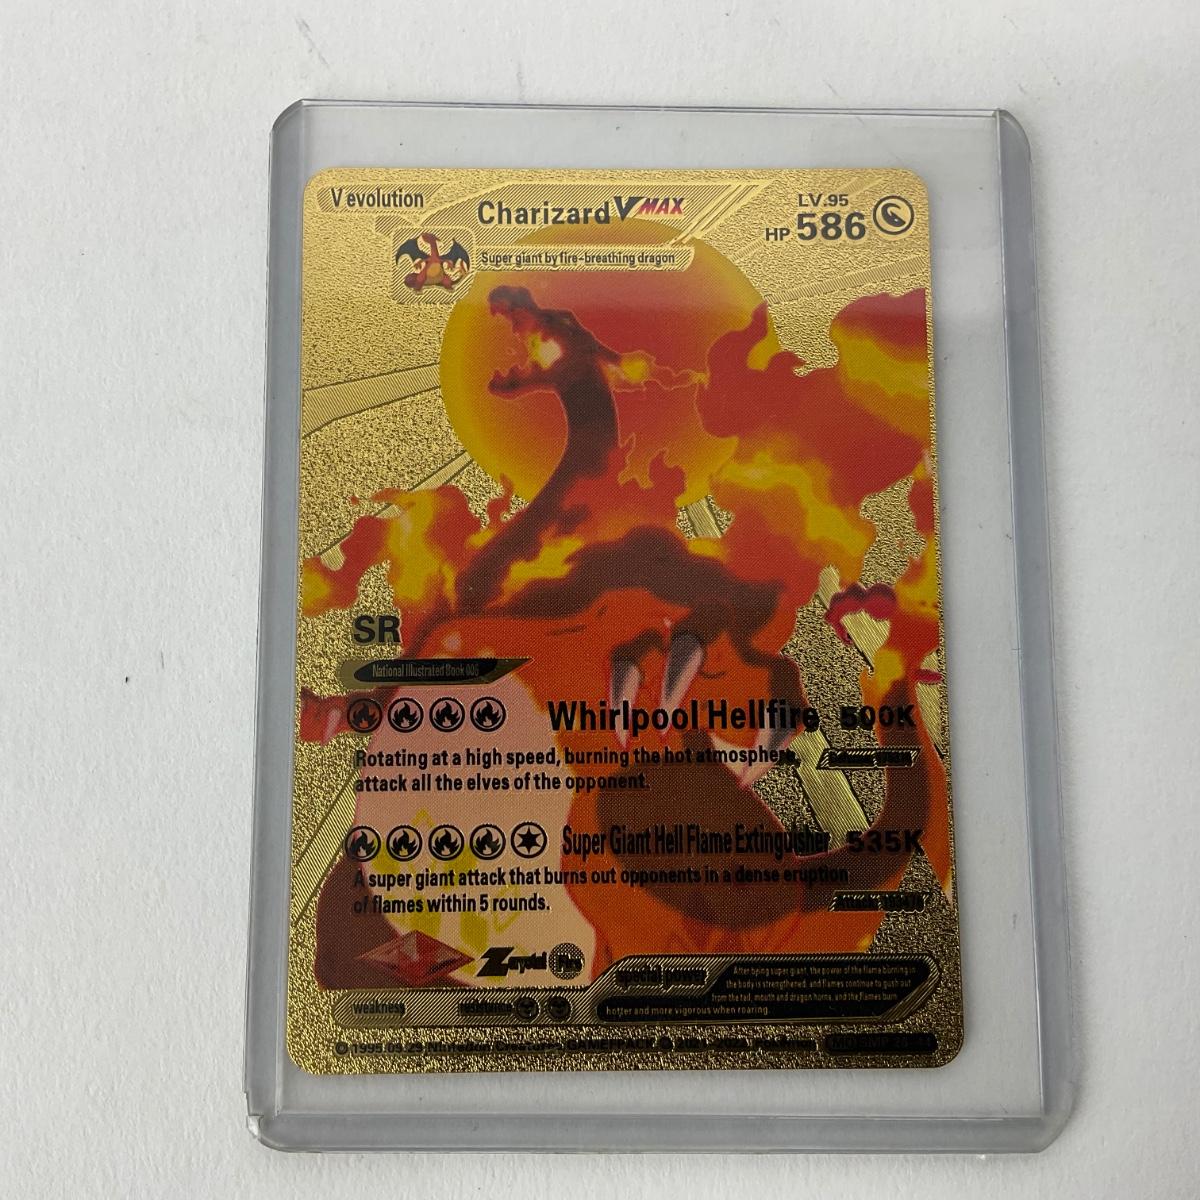 V evolution
Charizard VMAX
LV.95
HP 586
Super giant by fire-breathing dragon
SR
National Illustrated Book 006
Whirlpool Hellfire 500K
Rotating at a high speed, burning the hot atmosphere,
attack all the elves of the opponent.
Super Giant Hell Flame Extinguisher 535K
A super giant attack that burns out opponents in a dense eruption
of flames within 5 rounds.
Z crystal Fire
special power
After bping super giant, the power of the flame burning in
the body is strengthened, and flames continue to gush out
from the tail, mouth and dragon horns, and the flames burn
hotter and more vigorous when roaring.
weakness
resistance